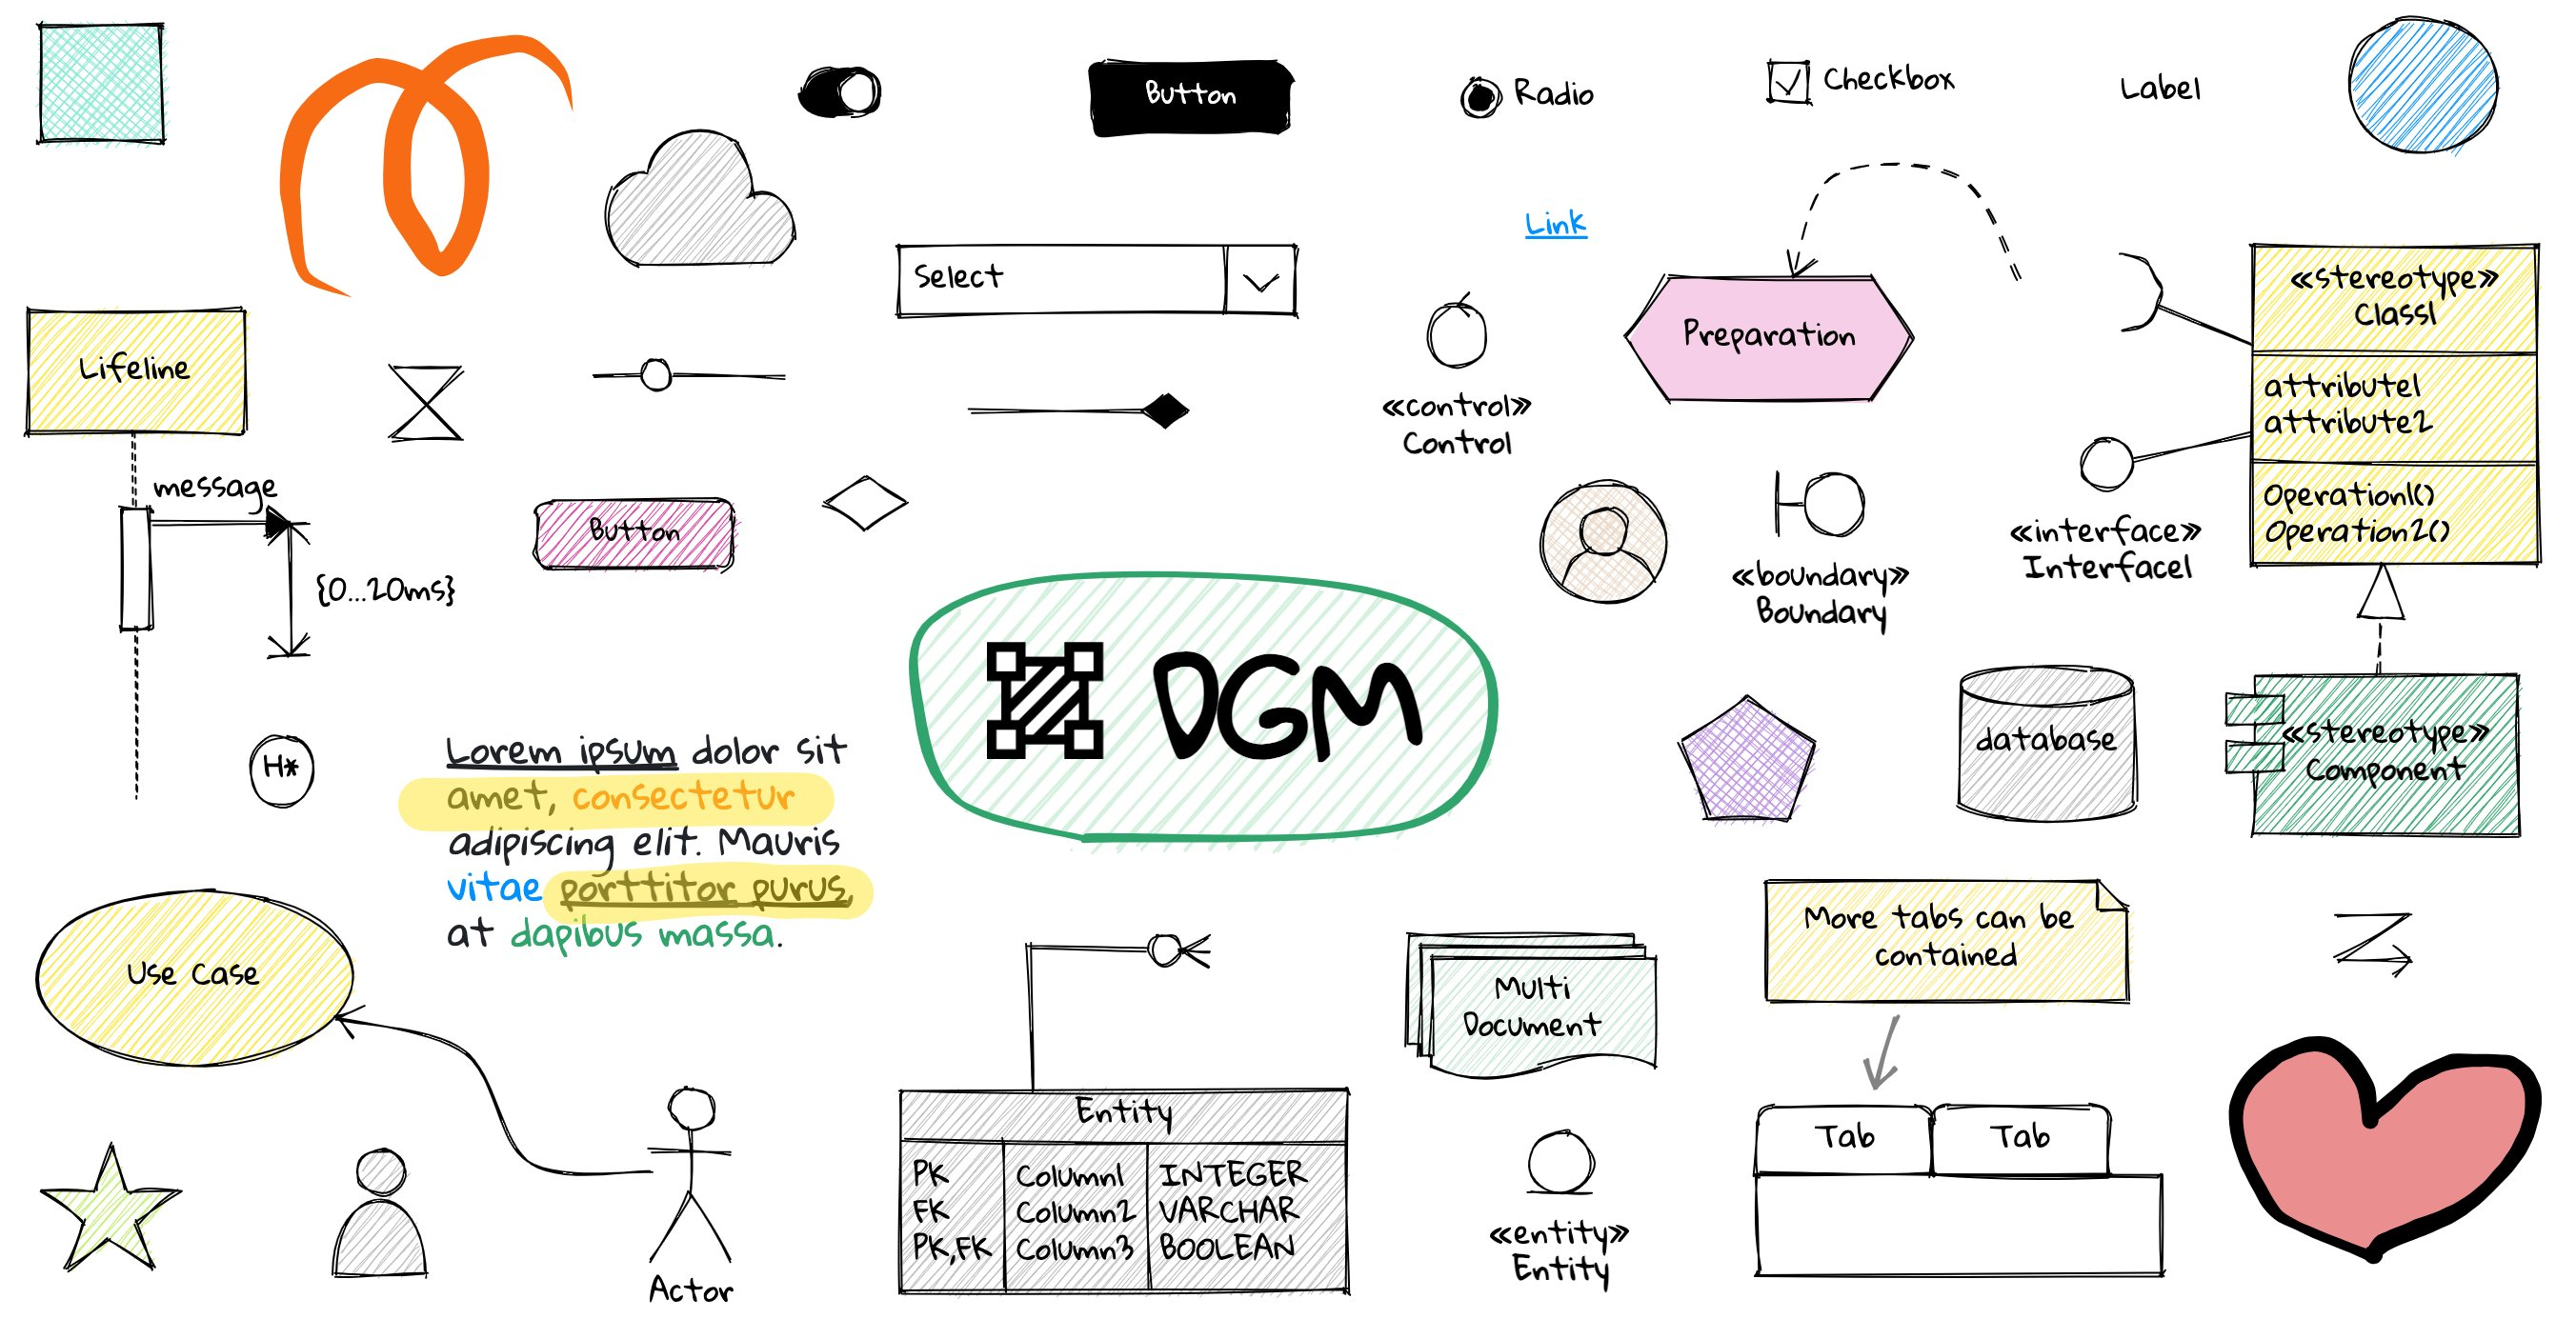 Button
Radio
Checkbox
Label
Link
Select
«stereotype»
Class1
attribute1
attribute2
Operation1()
Operation2()
Lifeline
message
{0...20ms}
Preparation
«control»
Control
Button
«boundary»
Boundary
«interface»
Interface1
DGM
database
«stereotype»
Component
H*
Lorem ipsum dolor sit
amet, consectetur
adipiscing elit. Mauris
vitae porttitor purus,
at dapibus massa.
Use Case
Actor
Entity
PK Column1 INTEGER
FK Column2 VARCHAR
PK,FK Column3 BOOLEAN
Multi
Document
«entity»
Entity
More tabs can be
contained
Tab Tab